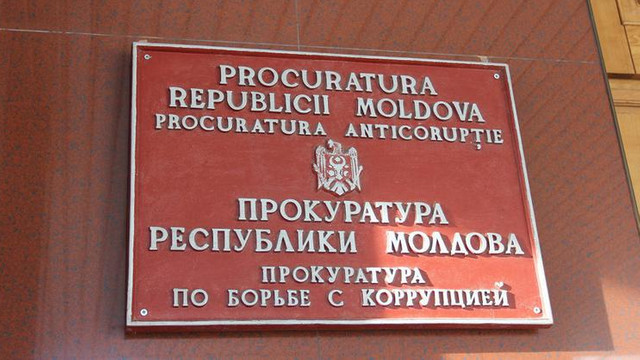 PROCURATURA
REPUBLICII MOLDOVA
PROCURATURA ANTICORUPȚIE
ПРОКУРАТУРА
РЕСПУБЛИКИ МОЛДОВА
ПРОКУРАТУРА
ПО БОРЬБЕ С КОРРУПЦИЕЙ